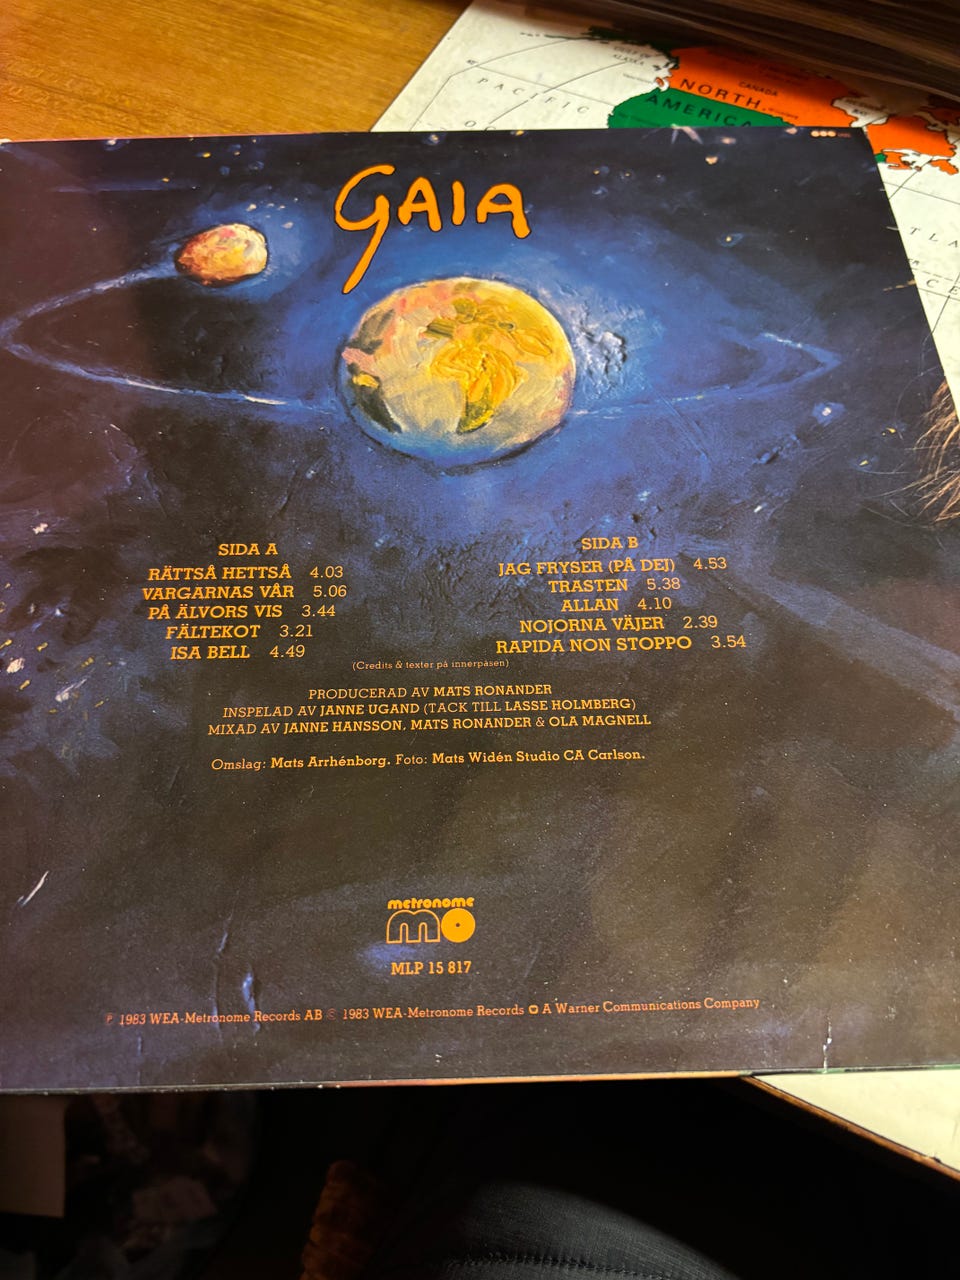 GULF OF
ALASKA
CANADA
PACIFIC
NORTH
AMERICA
GAIA
SIDA A
RÄTTSÅ HETTSÅ 4.03
VARGARNAS VÅR 5.06
PÅ ÄLVORS VIS 3.44
FÄLTEKOT 3.21
ISA BELL 4.49
SIDA B
JAG FRYSER (PÅ DEJ) 4.53
TRASTEN 5.38
ALLAN 4.10
NOJORNA VÄJER 2.39
RAPIDA NON STOPPO 3.54
(Credits & texter på innerpåsen)
PRODUCERAD AV MATS RONANDER
INSPELAD AV JANNE UGAND (TACK TILL LASSE HOLMBERG)
MIXAD AV JANNE HANSSON, MATS RONANDER & OLA MAGNELL
Omslag: Mats Arrhénborg. Foto: Mats Widén Studio CA Carlson.
metronome
mo
MLP 15 817
℗ 1983 WEA-Metronome Records AB © 1983 WEA-Metronome Records A Warner Communications Company